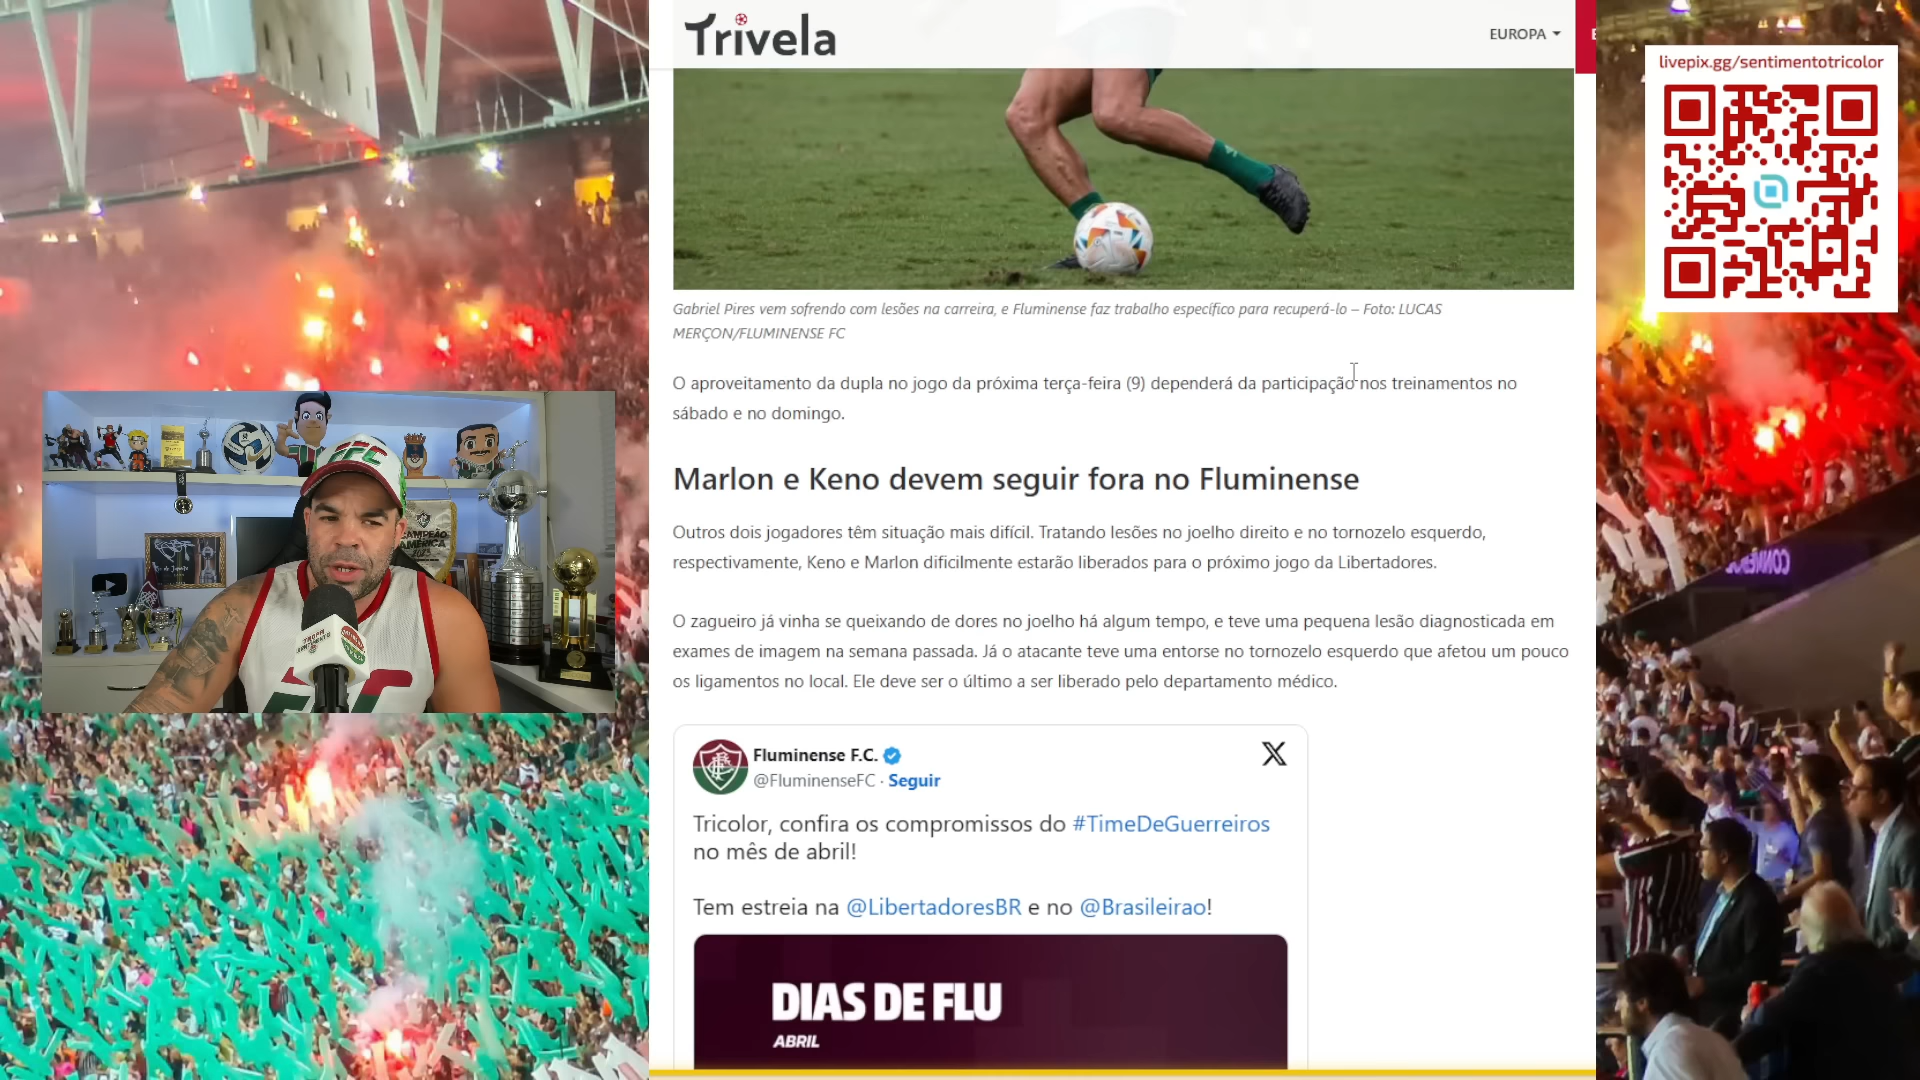 Trivela
EUROPA
livepix.gg/sentimentotricolor
Gabriel Pires vem sofrendo com lesões na carreira, e Fluminense faz trabalho específico para recuperá-lo – Foto: LUCAS
MERÇON/FLUMINENSE FC
O aproveitamento da dupla no jogo da próxima terça-feira (9) dependerá da participação nos treinamentos no
sábado e no domingo.
Marlon e Keno devem seguir fora no Fluminense
Outros dois jogadores têm situação mais difícil. Tratando lesões no joelho direito e no tornozelo esquerdo,
respectivamente, Keno e Marlon dificilmente estarão liberados para o próximo jogo da Libertadores.
O zagueiro já vinha se queixando de dores no joelho há algum tempo, e teve uma pequena lesão diagnosticada em
exames de imagem na semana passada. Já o atacante teve uma entorse no tornozelo esquerdo que afetou um pouco
os ligamentos no local. Ele deve ser o último a ser liberado pelo departamento médico.
Fluminense F.C.
@FluminenseFC · Seguir
Tricolor, confira os compromissos do #TimeDeGuerreiros
no mês de abril!
Tem estreia na @LibertadoresBR e no @Brasileirao!
DIAS DE FLU
ABRIL